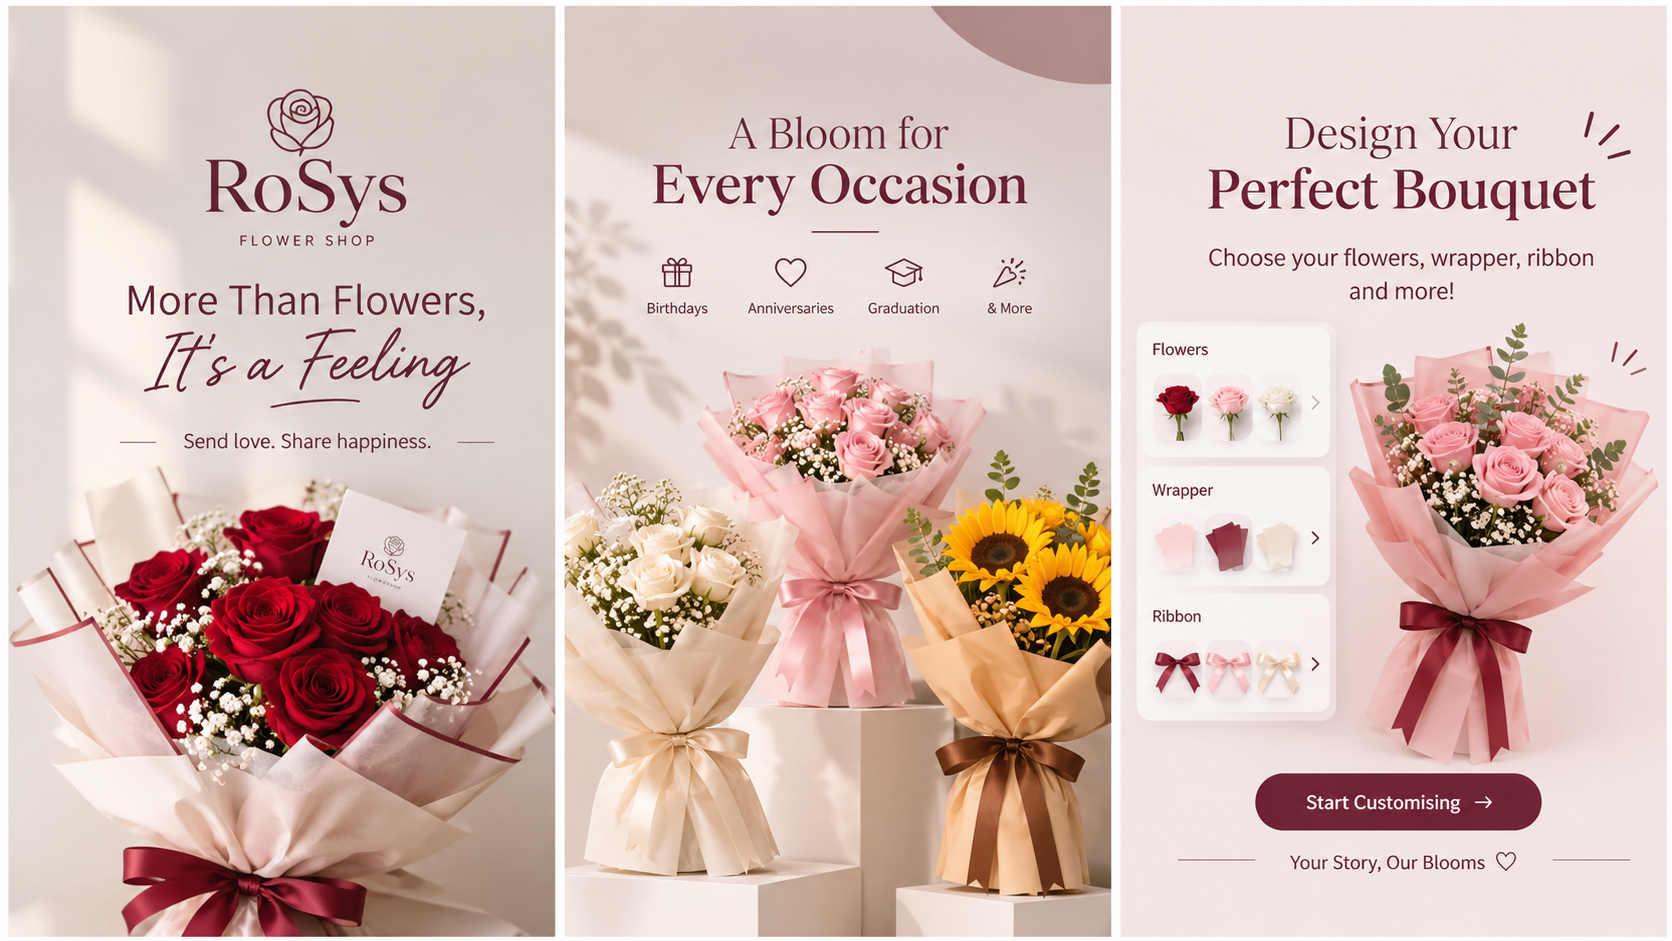 RoSys
FLOWER SHOP
More Than Flowers,
It's a Feeling
Send love. Share happiness.
RoSys
FLOWERSHOP
A Bloom for
Every Occasion
Birthdays
Anniversaries
Graduation
& More
Design Your
Perfect Bouquet
Choose your flowers, wrapper, ribbon
and more!
Flowers
Wrapper
Ribbon
Start Customising →
Your Story, Our Blooms